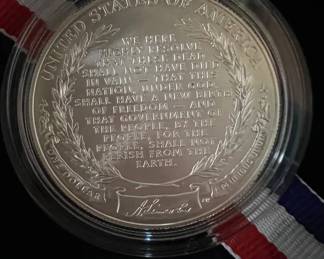 UNITED STATES OF AMERICA
WE HERE
HIGHLY RESOLVE
THAT THESE DEAD
SHALL NOT HAVE DIED
IN VAIN – THAT THIS
NATION, UNDER GOD,
SHALL HAVE A NEW BIRTH
OF FREEDOM – AND
THAT GOVERNMENT OF
THE PEOPLE, BY THE
PEOPLE, FOR THE
PEOPLE, SHALL NOT
PERISH FROM THE
EARTH.
ONE DOLLAR
E PLURIBUS UNUM
A. Lincoln